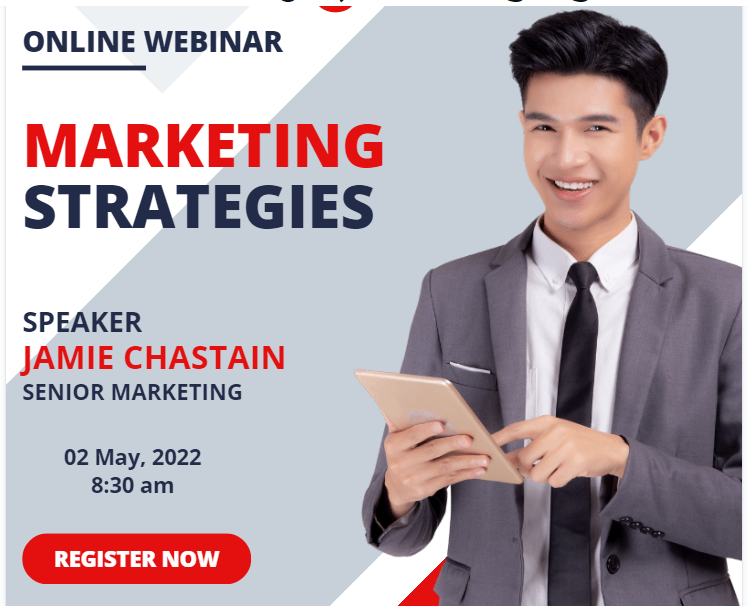 ONLINE WEBINAR
MARKETING
STRATEGIES
SPEAKER
JAMIE CHASTAIN
SENIOR MARKETING
02 May, 2022
8:30 am
REGISTER NOW